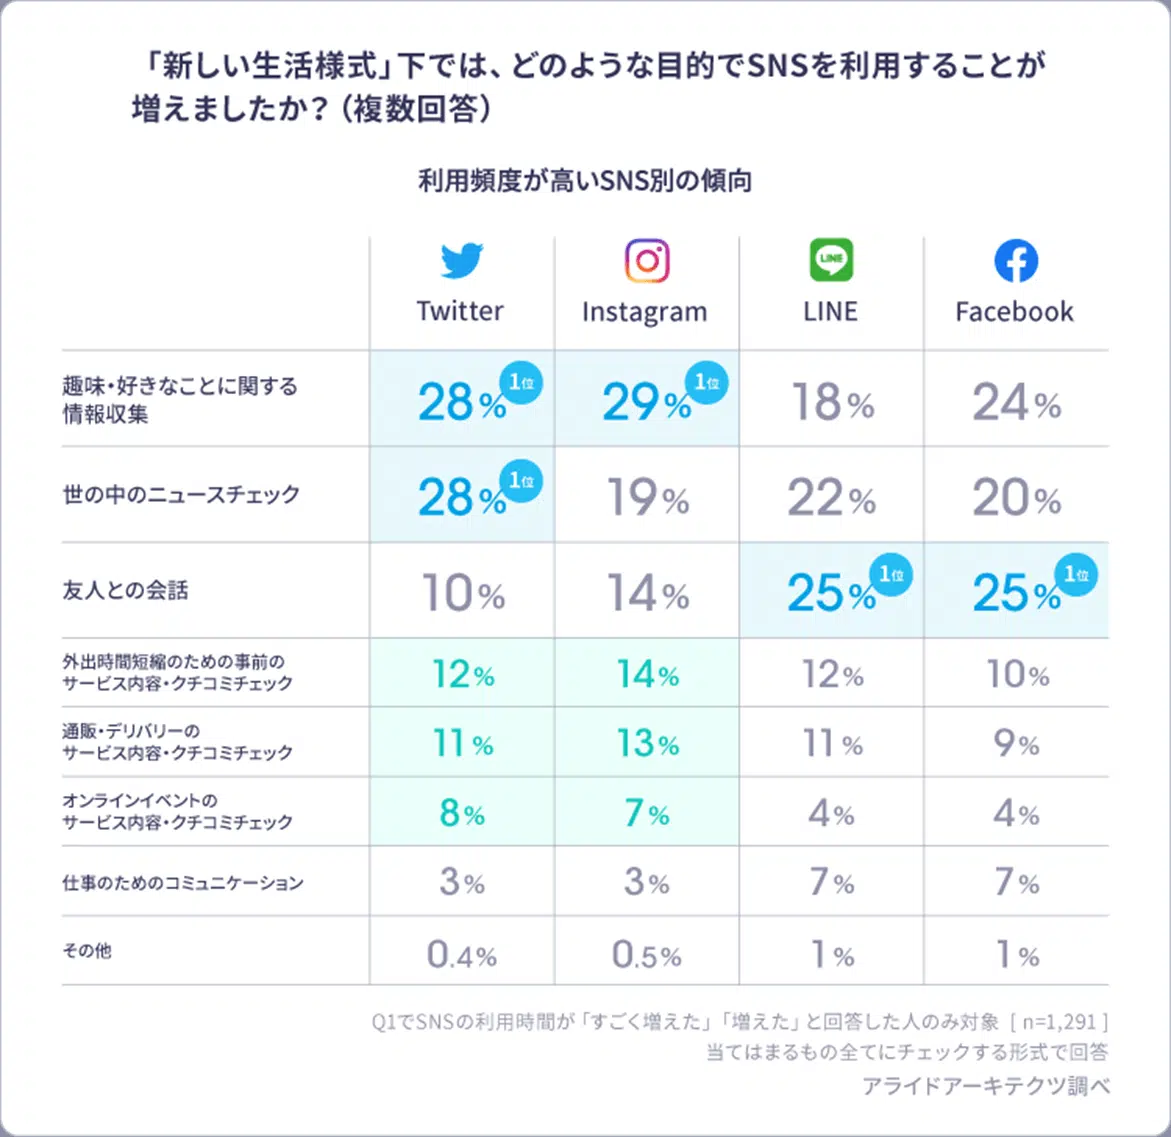 「新しい生活様式」下では、どのような目的でSNSを利用することが
増えましたか？（複数回答）
利用頻度が高いSNS別の傾向
Twitter Instagram LINE Facebook
趣味・好きなことに関する
情報収集
28% 1位 29% 1位 18% 24%
世の中のニュースチェック 28% 1位 19% 22% 20%
友人との会話 10% 14% 25% 1位 25% 1位
外出時間短縮のための事前の
サービス内容・クチコミチェック
12% 14% 12% 10%
通販・デリバリーの
サービス内容・クチコミチェック
11% 13% 11% 9%
オンラインイベントの
サービス内容・クチコミチェック
8% 7% 4% 4%
仕事のためのコミュニケーション 3% 3% 7% 7%
その他 0.4% 0.5% 1% 1%
Q1でSNSの利用時間が「すごく増えた」「増えた」と回答した人のみ対象 [ n=1,291 ]
当てはまるもの全てにチェックする形式で回答
アライドアーキテクツ調べ